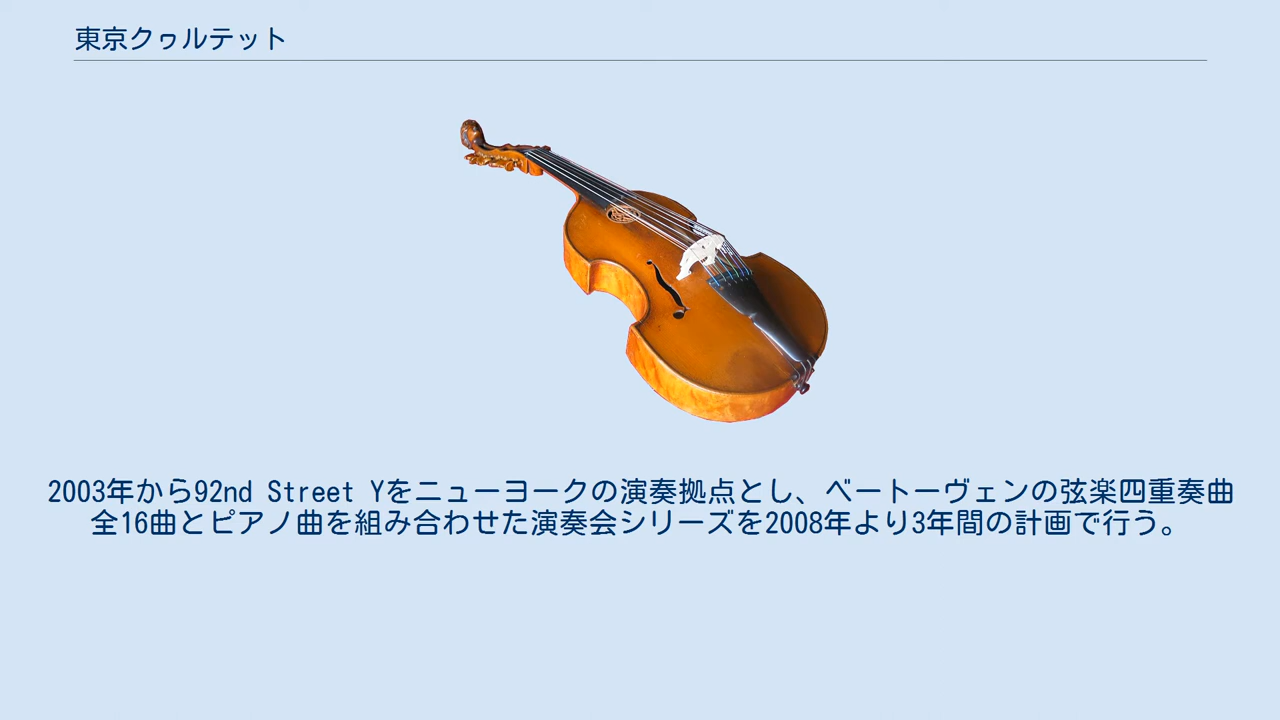 東京クヮルテット
2003年から92nd Street Yをニューヨークの演奏拠点とし、ベートーヴェンの弦楽四重奏曲
全16曲とピアノ曲を組み合わせた演奏会シリーズを2008年より3年間の計画で行う。